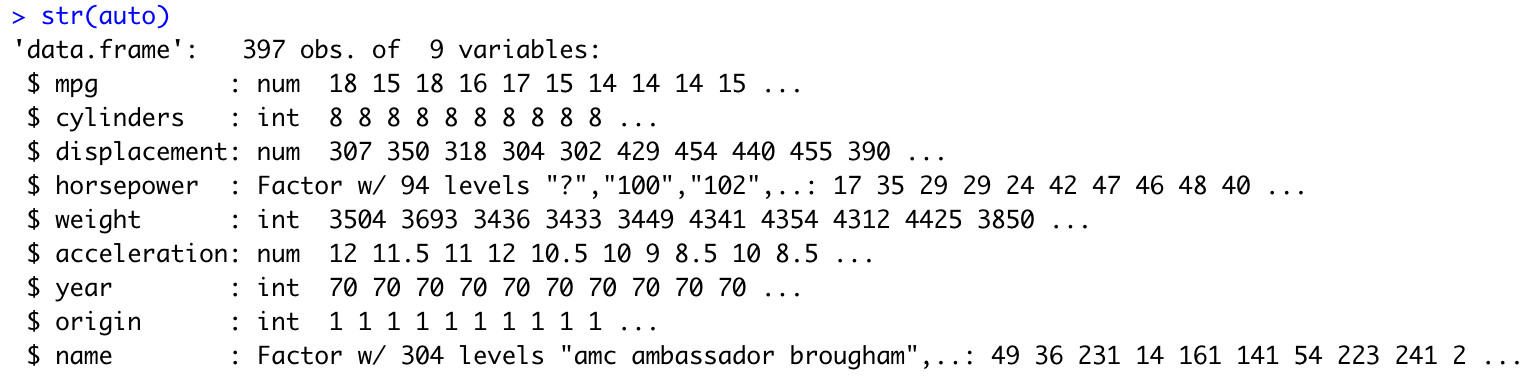 > str(auto)
'data.frame':   397 obs. of  9 variables:
 $ mpg         : num  18 15 18 16 17 15 14 14 14 15 ...
 $ cylinders   : int  8 8 8 8 8 8 8 8 8 8 ...
 $ displacement: num  307 350 318 304 302 429 454 440 455 390 ...
 $ horsepower  : Factor w/ 94 levels "?","100","102",..: 17 35 29 29 24 42 47 46 48 40 ...
 $ weight      : int  3504 3693 3436 3433 3449 4341 4354 4312 4425 3850 ...
 $ acceleration: num  12 11.5 11 12 10.5 10 9 8.5 10 8.5 ...
 $ year        : int  70 70 70 70 70 70 70 70 70 70 ...
 $ origin      : int  1 1 1 1 1 1 1 1 1 1 ...
 $ name        : Factor w/ 304 levels "amc ambassador brougham",..: 49 36 231 14 161 141 54 223 241 2 ...